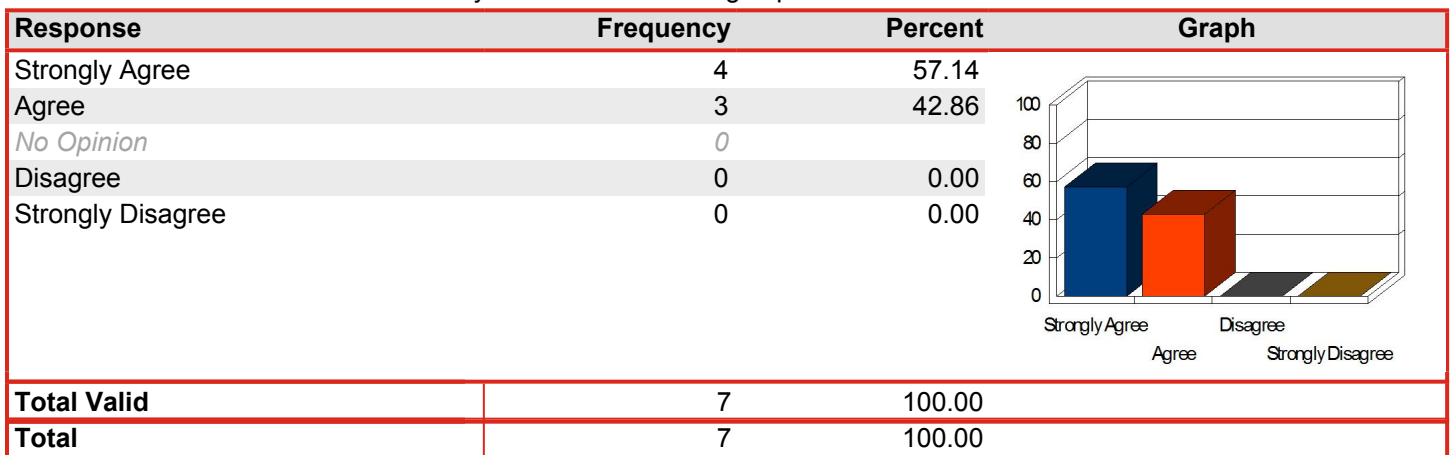 Response Frequency Percent Graph
Strongly Agree 4 57.14
Agree 3 42.86
No Opinion 0
Disagree 0 0.00
Strongly Disagree 0 0.00
100
80
60
40
20
0
Strongly Agree Disagree
Agree Strongly Disagree
Total Valid 7 100.00
Total 7 100.00